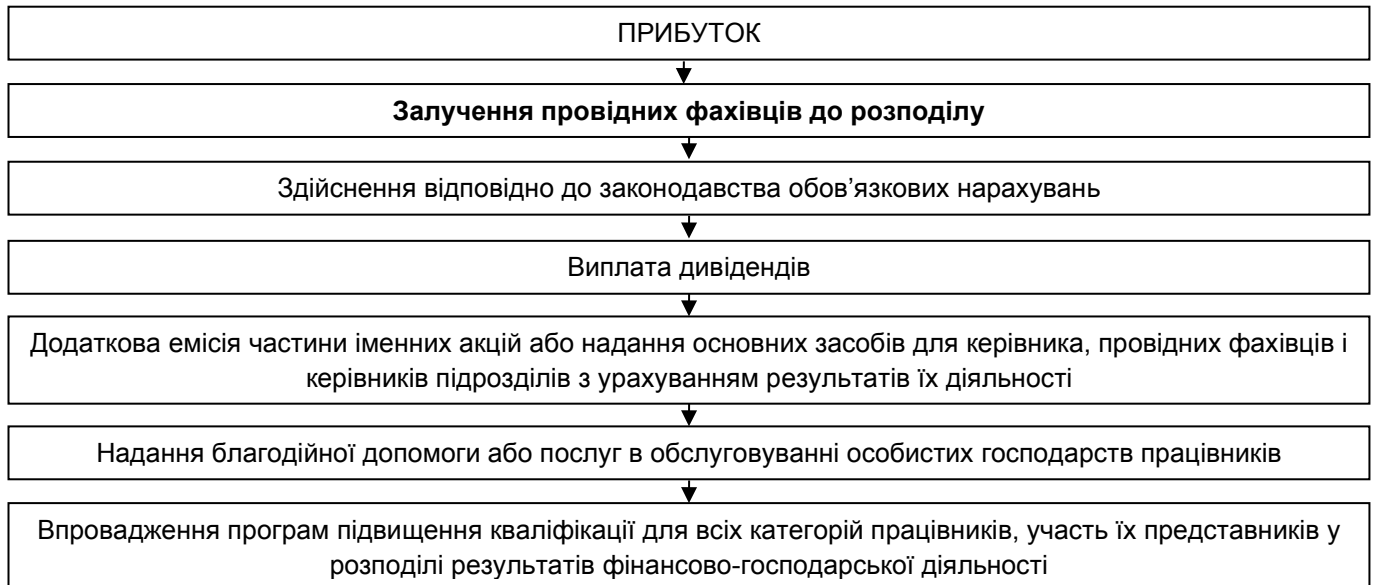 ПРИБУТОК
Залучення провідних фахівців до розподілу
Здійснення відповідно до законодавства обов’язкових нарахувань
Виплата дивідендів
Додаткова емісія частини іменних акцій або надання основних засобів для керівника, провідних фахівців і
керівників підрозділів з урахуванням результатів їх діяльності
Надання благодійної допомоги або послуг в обслуговуванні особистих господарств працівників
Впровадження програм підвищення кваліфікації для всіх категорій працівників, участь їх представників у
розподілі результатів фінансово-господарської діяльності